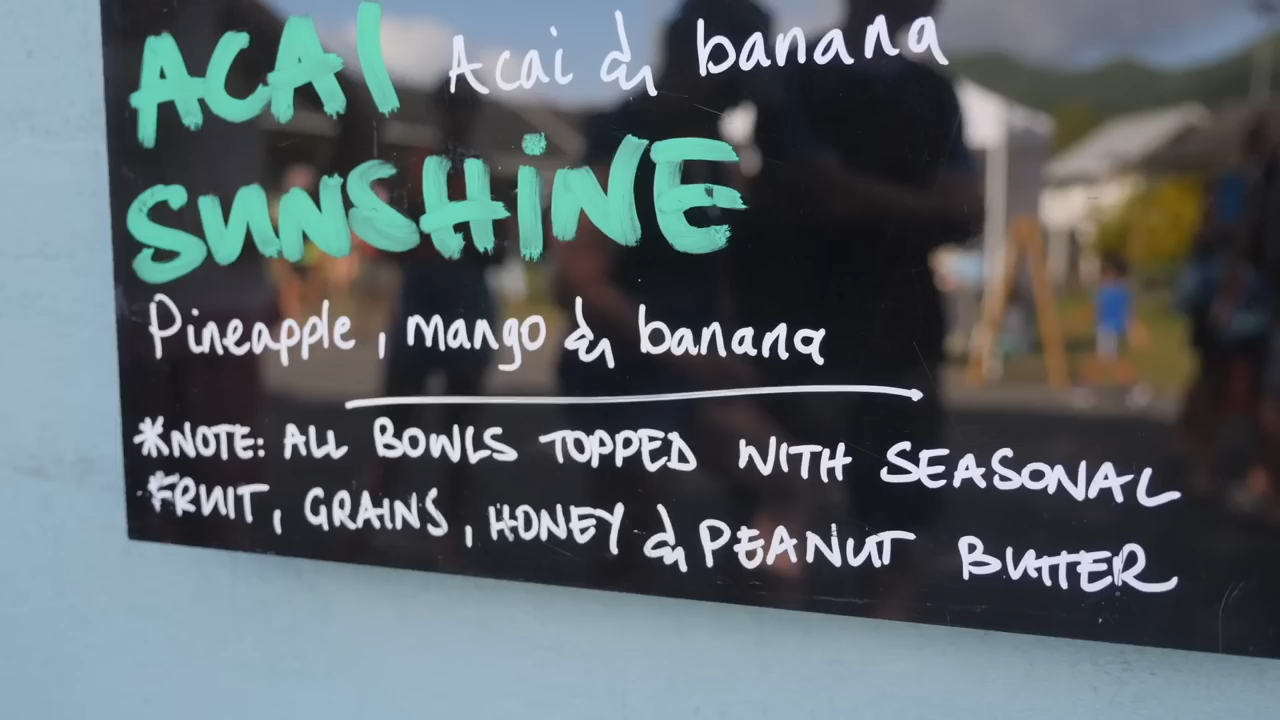 ACAI Acai & banana
SUNSHINE
Pineapple, mango & banana
*NOTE: ALL BOWLS TOPPED WITH SEASONAL
FRUIT, GRAINS, HONEY & PEANUT BUTTER